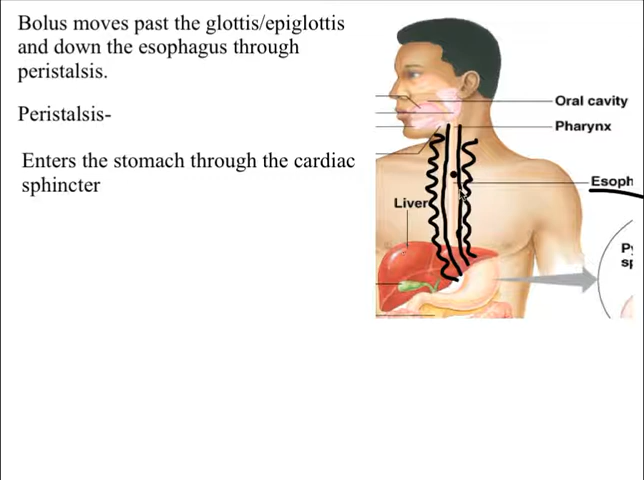 Bolus moves past the glottis/epiglottis
and down the esophagus through
peristalsis.
Peristalsis-
Enters the stomach through the cardiac
sphincter
Oral cavity
Pharynx
Esoph
Liver